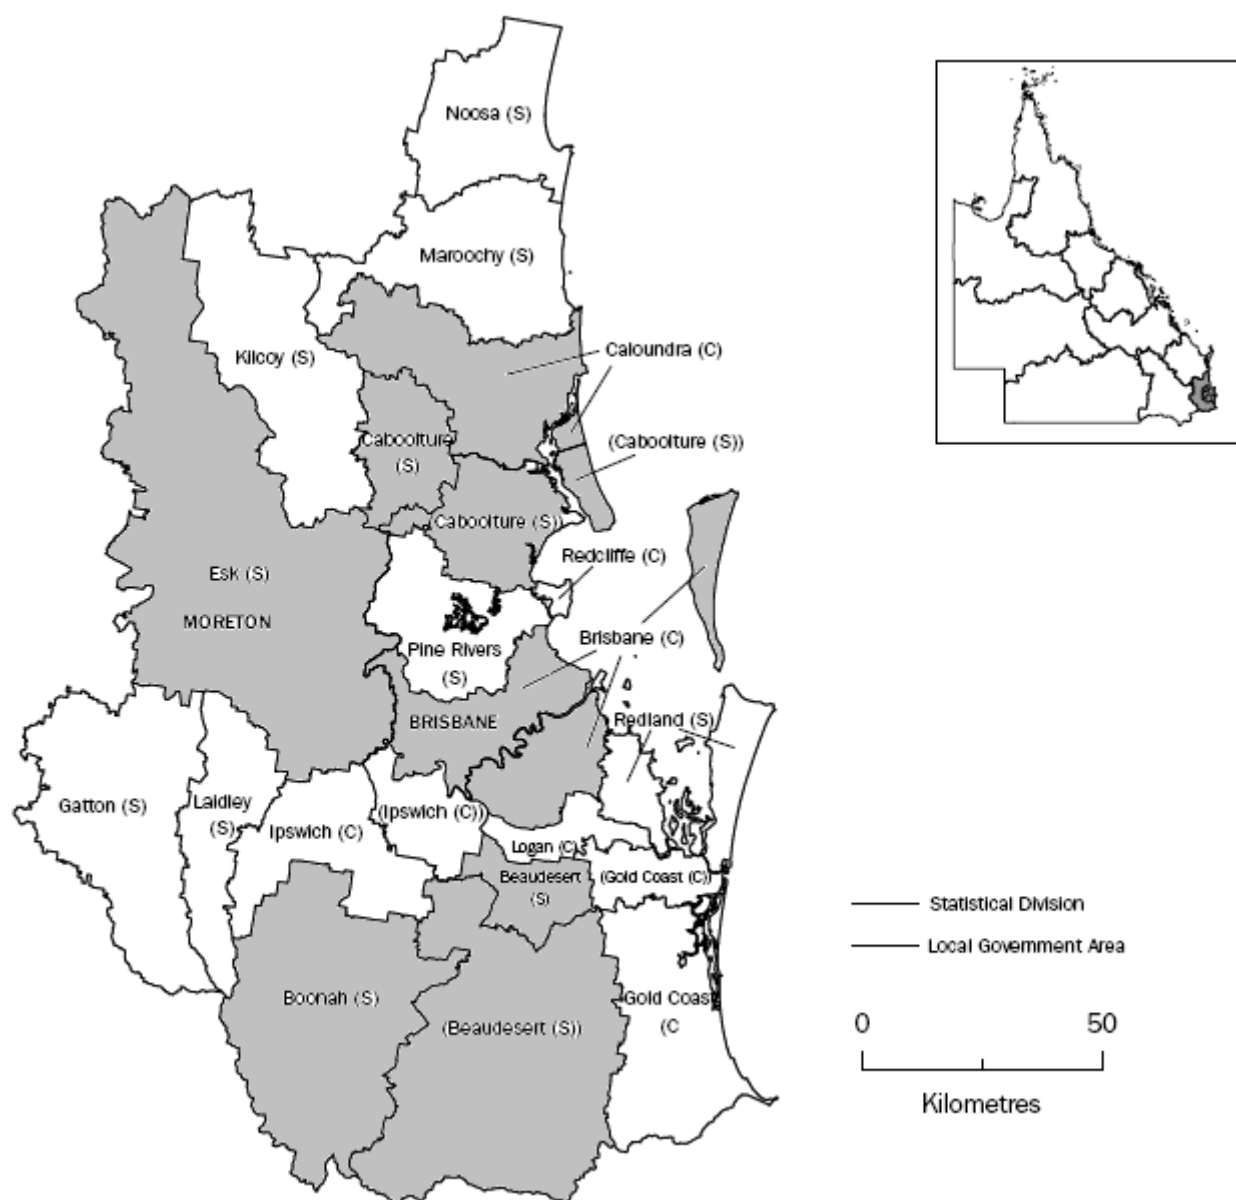 Noosa (S)
Maroochy (S)
Kilcoy (S)
Caloundra (C)
Caboolture
(S)
(Caboolture (S))
Caboolture (S))
Redcliffe (C)
Esk (S)
MORETON
Brisbane (C)
Pine Rivers
(S)
BRISBANE
Redland (S)
Gatton (S)
Laidley
(S)
Ipswich (C)
(Ipswich (C))
Logan (C)
Beaudesert
(S)
(Gold Coast (C))
Statistical Division
Local Government Area
Boonah (S)
(Beaudesert (S))
Gold Coas
(C
0 50
Kilometres